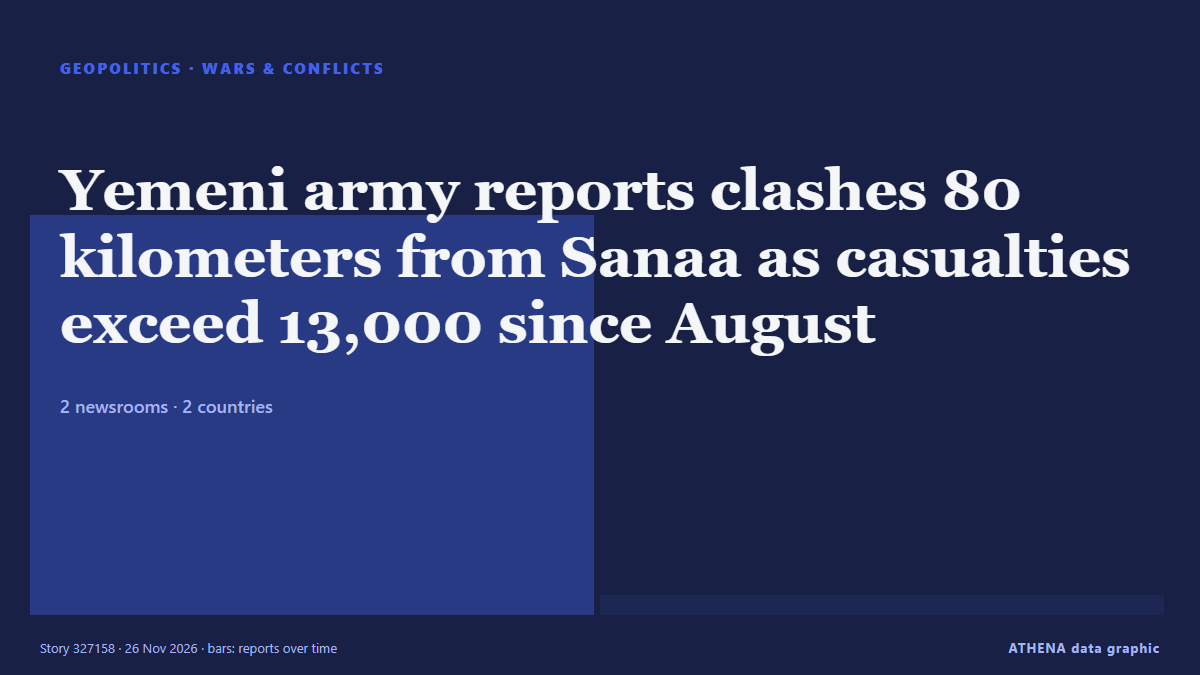 GEOPOLITICS · WARS & CONFLICTS
Yemeni army reports clashes 80
kilometers from Sanaa as casualties
exceed 13,000 since August
2 newsrooms · 2 countries
Story 327158 · 26 Nov 2026 · bars: reports over time
ATHENA data graphic